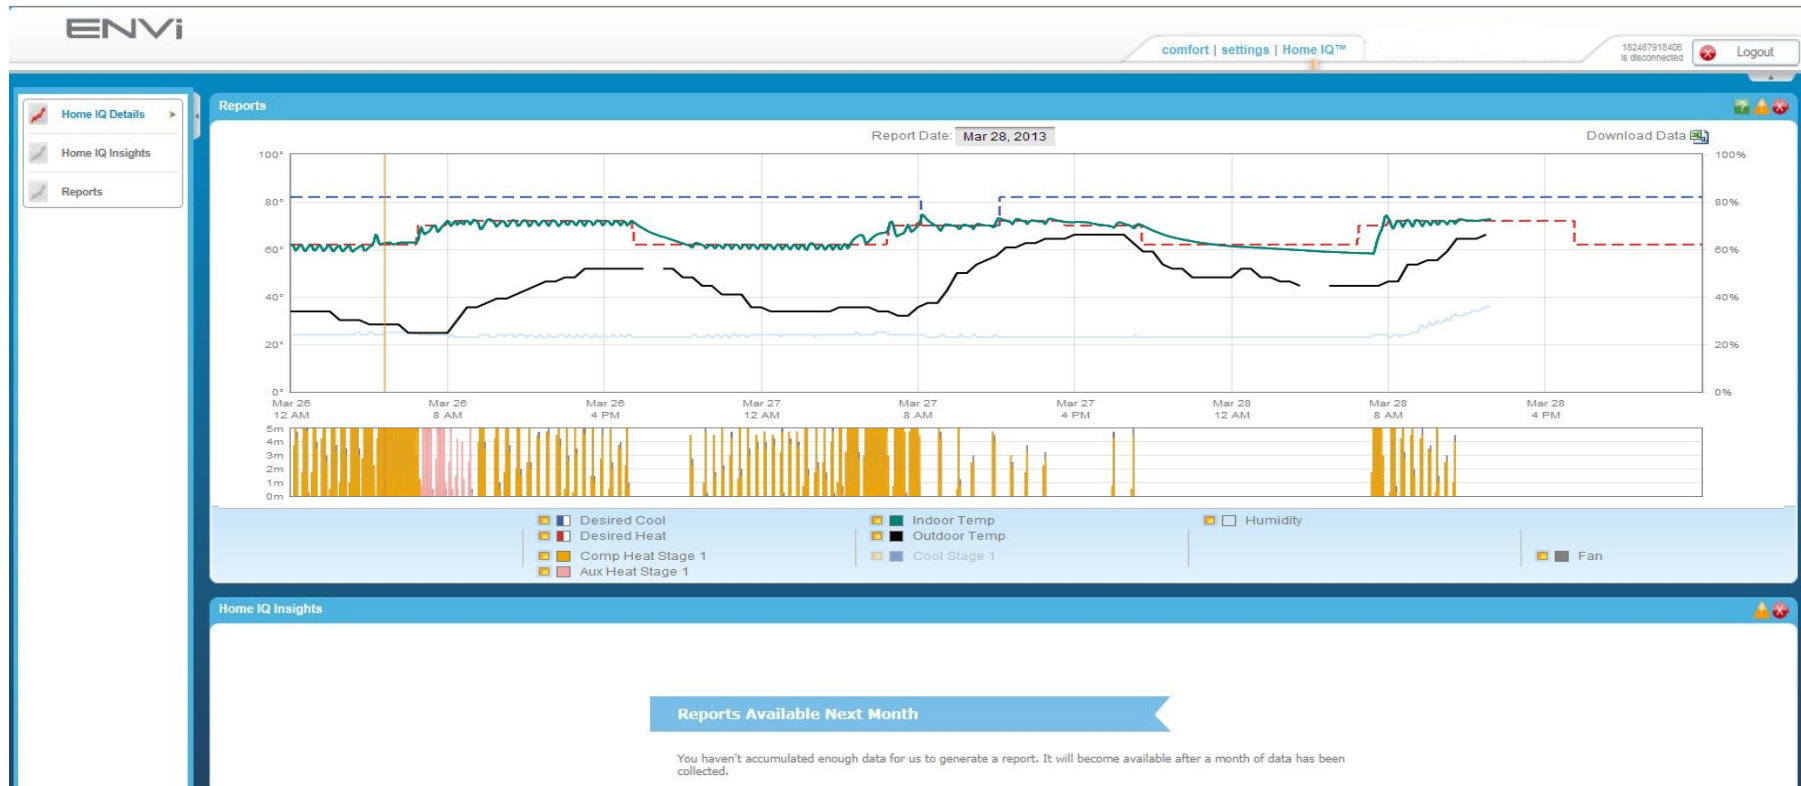 ENVi
comfort | settings | Home IQ™
182467918406
is disconnected
Logout
Home IQ Details
Home IQ Insights
Reports
Reports
Report Date: Mar 28, 2013
Download Data
100°
80°
60°
40°
20°
0°
100%
80%
60%
40%
20%
0%
Mar 26
12 AM
Mar 26
8 AM
Mar 26
4 PM
Mar 27
12 AM
Mar 27
8 AM
Mar 27
4 PM
Mar 28
12 AM
Mar 28
8 AM
Mar 28
4 PM
5m
4m
3m
2m
1m
0m
Desired Cool
Desired Heat
Comp Heat Stage 1
Aux Heat Stage 1
Indoor Temp
Outdoor Temp
Cool Stage 1
Humidity
Fan
Home IQ Insights
Reports Available Next Month
You haven't accumulated enough data for us to generate a report. It will become available after a month of data has been
collected.